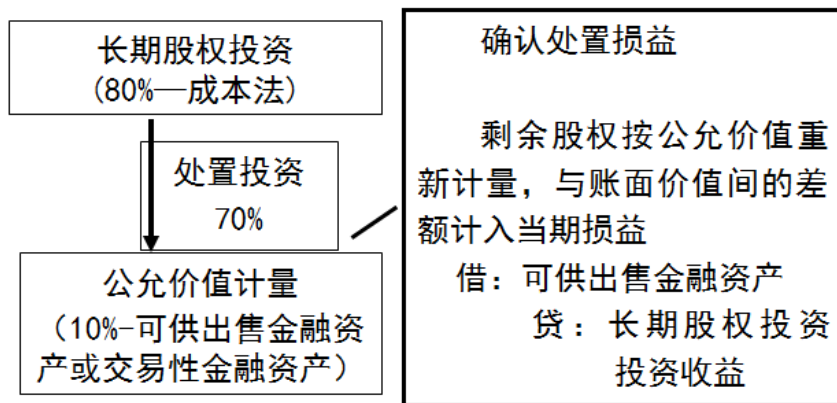 长期股权投资
(80%—成本法)
处置投资
70%
公允价值计量
（10%-可供出售金融资
产或交易性金融资产）
确认处置损益
剩余股权按公允价值重
新计量，与账面价值间的差
额计入当期损益
借：可供出售金融资产
贷：长期股权投资
投资收益